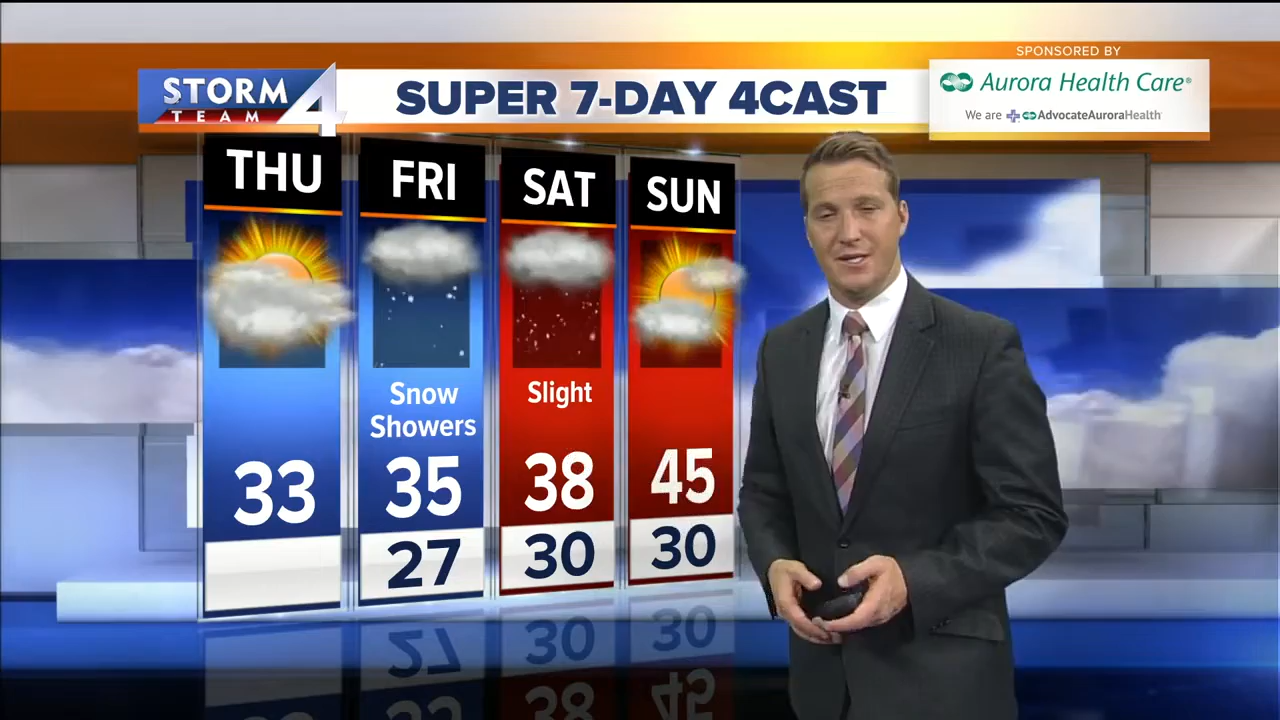 SPONSORED BY
Aurora Health Care®
We are AdvocateAuroraHealth
STORM
TEAM
4
SUPER 7-DAY 4CAST
THU
FRI
SAT
SUN
Snow
Showers
Slight
33
35
38
45
27
30
30